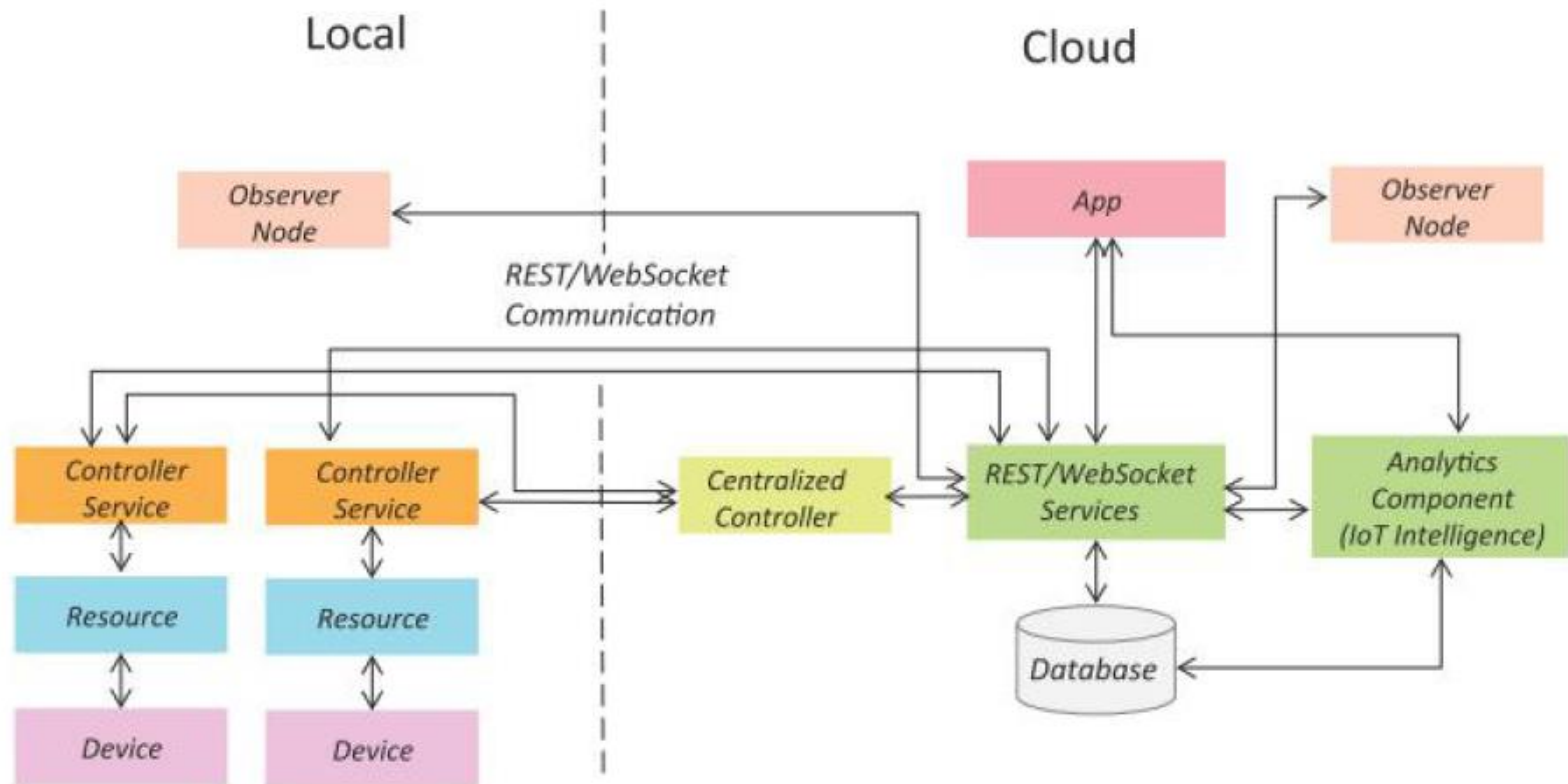 Local
Cloud
Observer
Node
App
Observer
Node
REST/WebSocket
Communication
Controller
Service
Controller
Service
Centralized
Controller
REST/WebSocket
Services
Analytics
Component
(IoT Intelligence)
Resource
Resource
Database
Device
Device